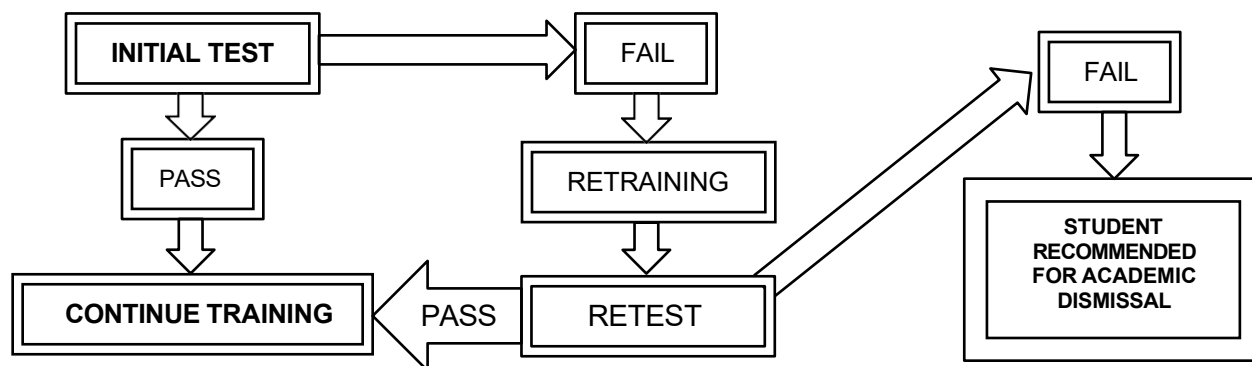 INITIAL TEST
FAIL
FAIL
PASS
RETRAINING
STUDENT
RECOMMENDED
FOR ACADEMIC
DISMISSAL
CONTINUE TRAINING
PASS
RETEST